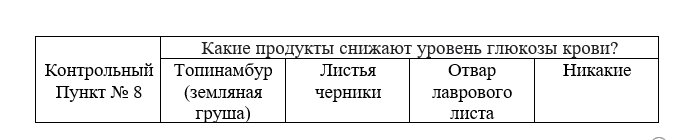 Какие продукты снижают уровень глюкозы крови?
Контрольный
Пункт № 8
Топинамбур
(земляная
груша)
Листья
черники
Отвар
лаврового
листа
Никакие